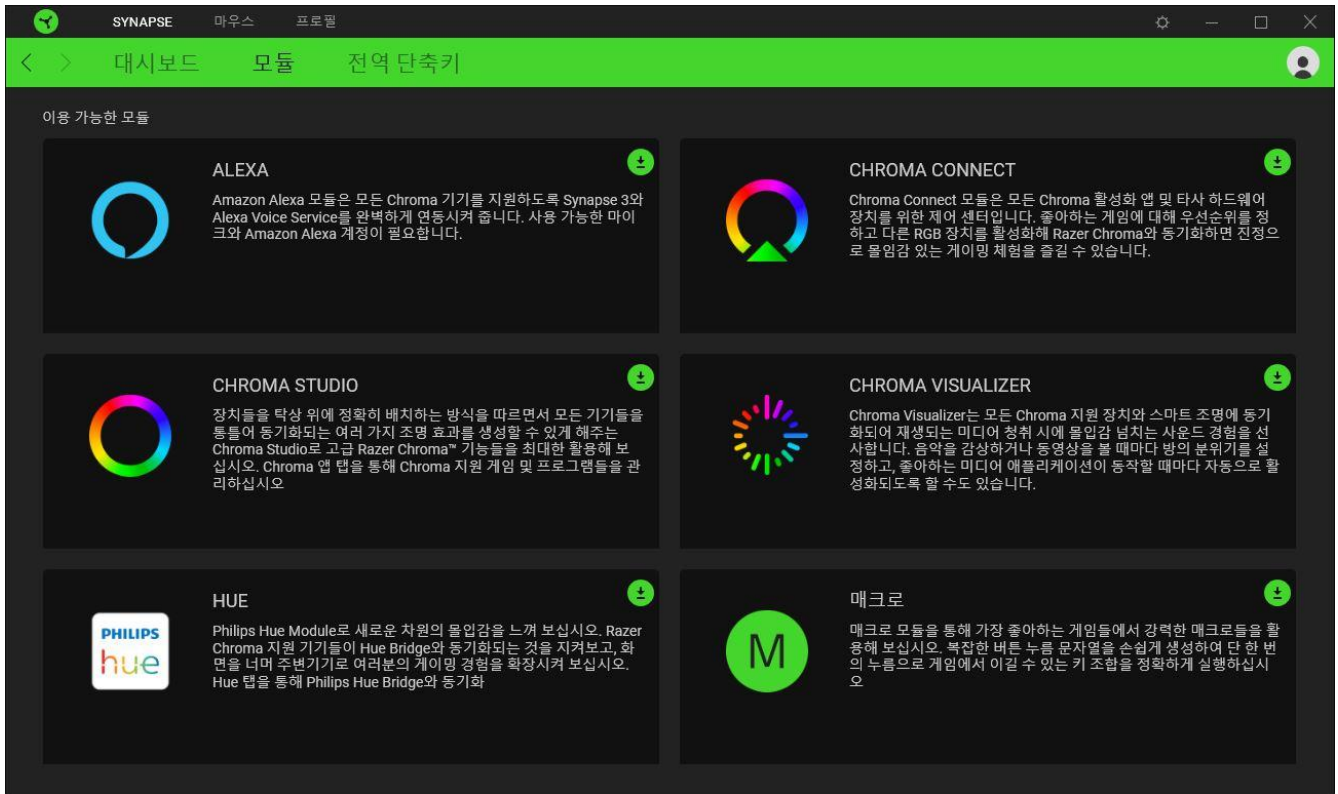 SYNAPSE 마우스 프로필
대시보드 모듈 전역 단축키
이용 가능한 모듈
ALEXA
Amazon Alexa 모듈은 모든 Chroma 기기를 지원하도록 Synapse 3와
Alexa Voice Service를 완벽하게 연동시켜 줍니다. 사용 가능한 마이
크와 Amazon Alexa 계정이 필요합니다.
CHROMA CONNECT
Chroma Connect 모듈은 모든 Chroma 활성화 앱 및 타사 하드웨어
장치를 위한 제어 센터입니다. 좋아하는 게임에 대해 우선순위를 정
하고 다른 RGB 장치를 활성화해 Razer Chroma와 동기화하면 진정으
로 몰입감 있는 게이밍 체험을 즐길 수 있습니다.
CHROMA STUDIO
장치들을 탁상 위에 정확히 배치하는 방식을 따르면서 모든 기기들을
통틀어 동기화되는 여러 가지 조명 효과를 생성할 수 있게 해주는
Chroma Studio로 고급 Razer Chroma™ 기능들을 최대한 활용해 보
십시오. Chroma 앱 탭을 통해 Chroma 지원 게임 및 프로그램들을 관
리하십시오
CHROMA VISUALIZER
Chroma Visualizer는 모든 Chroma 지원 장치와 스마트 조명에 동기
화되어 재생되는 미디어 청취 시에 몰입감 넘치는 사운드 경험을 선
사합니다. 음악을 감상하거나 동영상을 볼 때마다 방의 분위기를 설
정하고, 좋아하는 미디어 애플리케이션이 동작할 때마다 자동으로 활
성화되도록 할 수도 있습니다.
PHILIPS
hue
HUE
Philips Hue Module로 새로운 차원의 몰입감을 느껴 보십시오. Razer
Chroma 지원 기기들이 Hue Bridge와 동기화되는 것을 지켜보고, 화
면을 너머 주변기기로 여러분의 게이밍 경험을 확장시켜 보십시오.
Hue 탭을 통해 Philips Hue Bridge와 동기화
M
매크로
매크로 모듈을 통해 가장 좋아하는 게임들에서 강력한 매크로들을 활
용해 보십시오. 복잡한 버튼 누름 문자열을 손쉽게 생성하여 단 한 번
의 누름으로 게임에서 이길 수 있는 키 조합을 정확하게 실행하십시
오